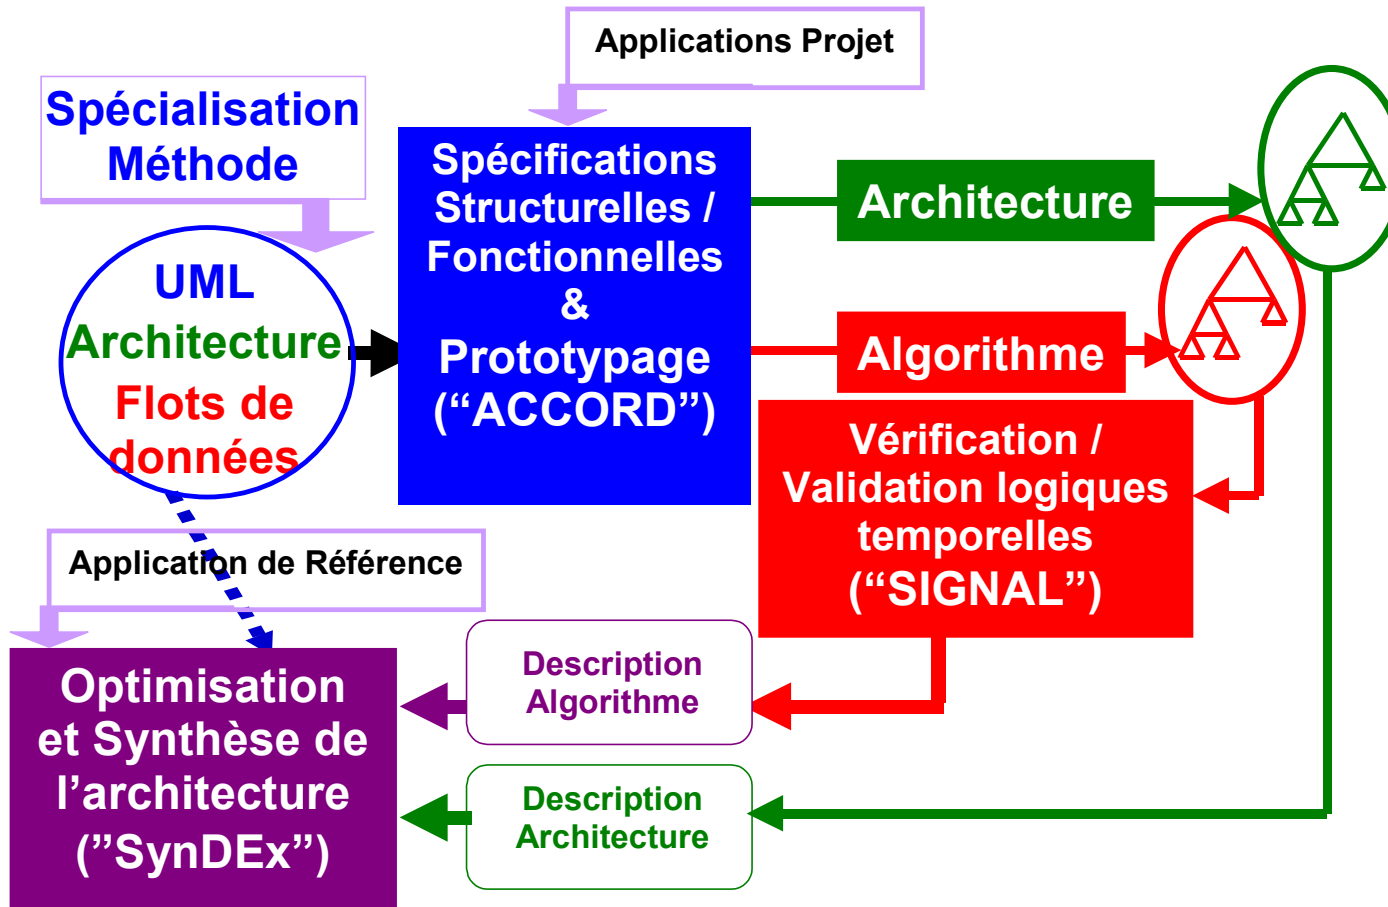 Applications Projet
Spécialisation
Méthode
Spécifications
Structurelles /
Fonctionnelles
&
Prototypage
(“ACCORD”)
Architecture
UML
Architecture
Flots de
données
Algorithme
Vérification /
Validation logiques
temporelles
(“SIGNAL”)
Application de Référence
Optimisation
et Synthèse de
l’architecture
(”SynDEx”)
Description
Algorithme
Description
Architecture